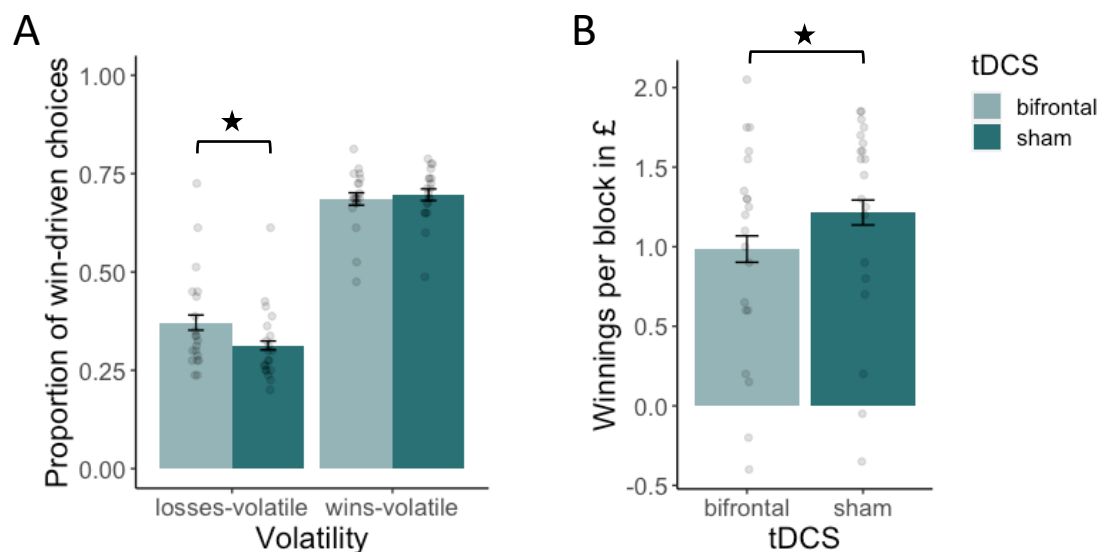 A
Proportion of win-driven choices
1.00
0.75
0.50
0.25
0.00
losses-volatile
wins-volatile
Volatility
B
Winnings per block in £
2.0
1.5
1.0
0.5
0.0
-0.5
bifrontal
sham
tDCS
tDCS
bifrontal
sham